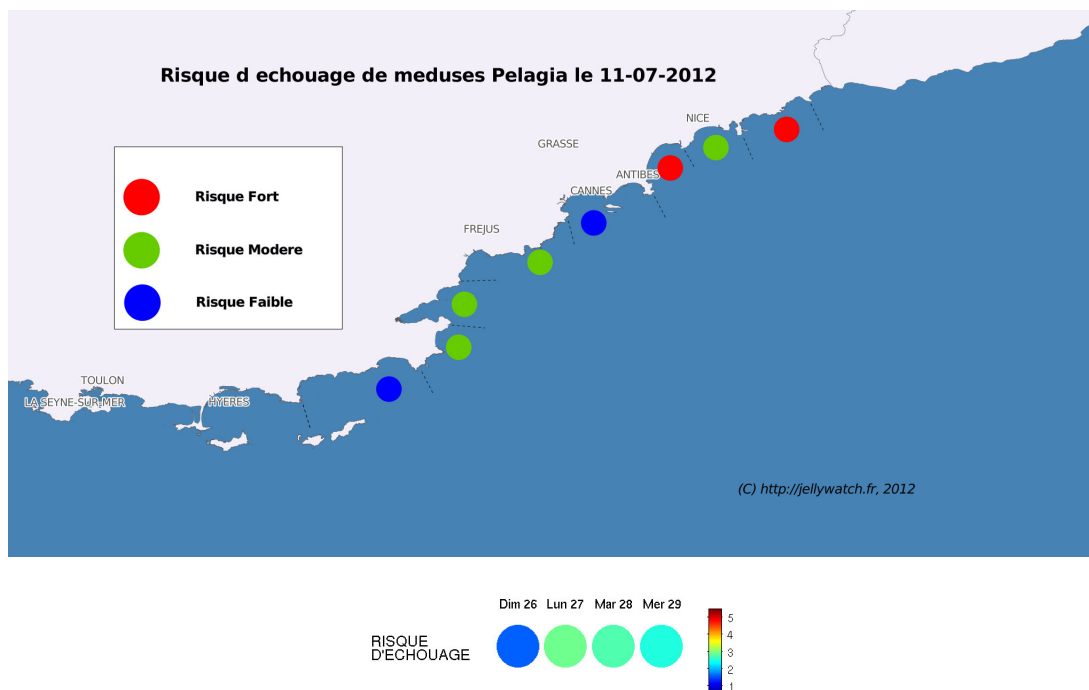 Risque d echouage de meduses Pelagia le 11-07-2012
NICE
GRASSE
ANTIBES
CANNES
Risque Fort
FREJUS
Risque Modere
Risque Faible
TOULON
LA SEYNE-SUR-MER
HYERES
(C) http://jellywatch.fr, 2012
Dim 26 Lun 27 Mar 28 Mer 29
RISQUE
D'ECHOUAGE
5
4
3
2
1